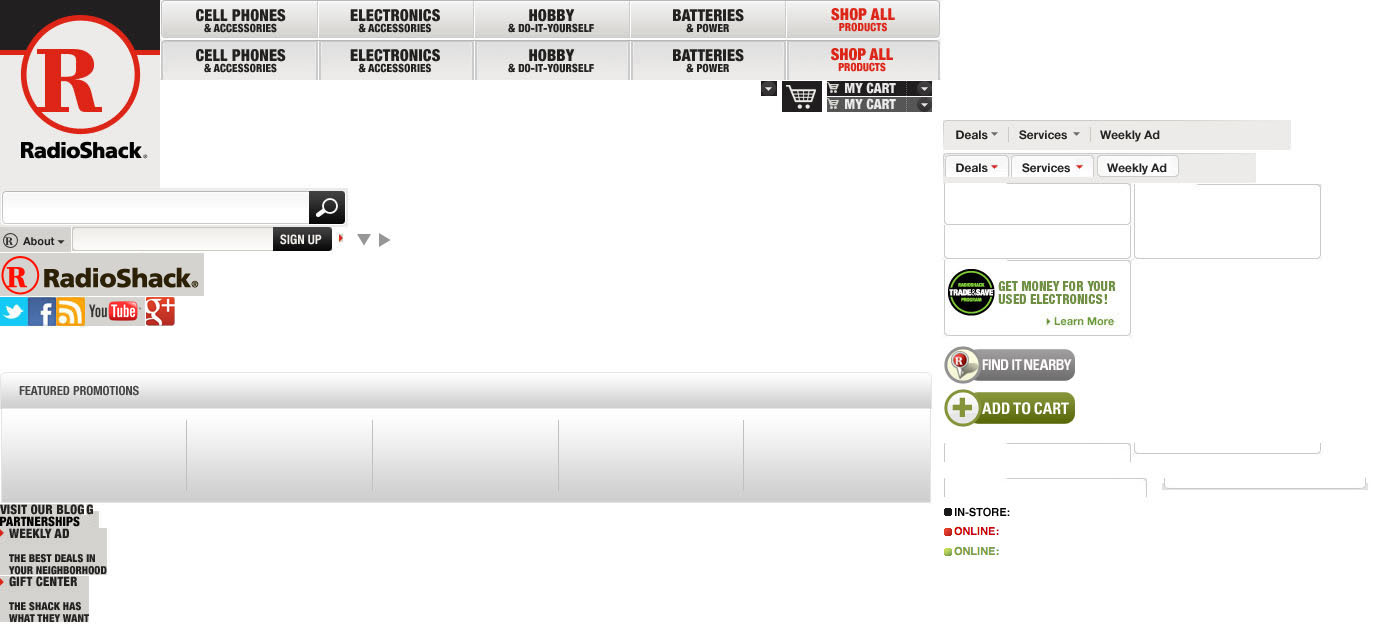 CELL PHONES ELECTRONICS HOBBY BATTERIES SHOP ALL
& ACCESSORIES & ACCESSORIES & DO-IT-YOURSELF & POWER PRODUCTS
CELL PHONES ELECTRONICS HOBBY BATTERIES SHOP ALL
& ACCESSORIES & ACCESSORIES & DO-IT-YOURSELF & POWER PRODUCTS
R
RadioShack.
MY CART
MY CART
Deals Services Weekly Ad
Deals Services Weekly Ad
R About SIGN UP
R RadioShack®
f You Tube g+
RADIOSHACK
TRADE&SAVE
PROGRAM
GET MONEY FOR YOUR
USED ELECTRONICS!
Learn More
R FIND IT NEARBY
ADD TO CART
FEATURED PROMOTIONS
VISIT OUR BLOG G
PARTNERSHIPS
WEEKLY AD
THE BEST DEALS IN
YOUR NEIGHBORHOOD
GIFT CENTER
THE SHACK HAS
WHAT THEY WANT
IN-STORE:
ONLINE:
ONLINE: